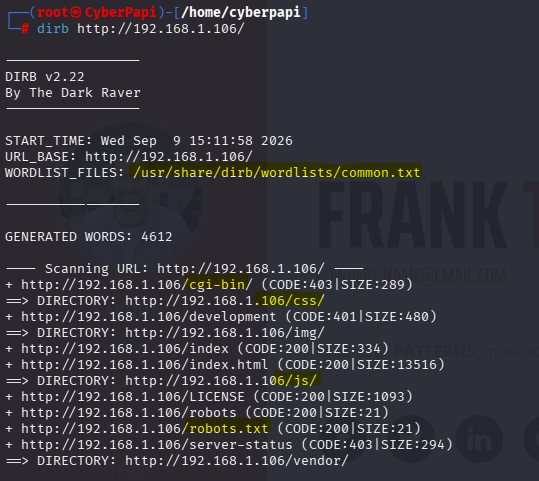 ┌──(root㉿CyberPapi)-[/home/cyberpapi]
└─# dirb http://192.168.1.106/
-----------------
DIRB v2.22
By The Dark Raver
-----------------
START_TIME: Wed Sep  9 15:11:58 2026
URL_BASE: http://192.168.1.106/
WORDLIST_FILES: /usr/share/dirb/wordlists/common.txt
-----------------
GENERATED WORDS: 4612
---- Scanning URL: http://192.168.1.106/ ----
+ http://192.168.1.106/cgi-bin/ (CODE:403|SIZE:289)
==> DIRECTORY: http://192.168.1.106/css/
+ http://192.168.1.106/development (CODE:401|SIZE:480)
==> DIRECTORY: http://192.168.1.106/img/
+ http://192.168.1.106/index (CODE:200|SIZE:334)
+ http://192.168.1.106/index.html (CODE:200|SIZE:13516)
==> DIRECTORY: http://192.168.1.106/js/
+ http://192.168.1.106/LICENSE (CODE:200|SIZE:1093)
+ http://192.168.1.106/robots (CODE:200|SIZE:21)
+ http://192.168.1.106/robots.txt (CODE:200|SIZE:21)
+ http://192.168.1.106/server-status (CODE:403|SIZE:294)
==> DIRECTORY: http://192.168.1.106/vendor/
FRANK T
NAME@EMAIL.COM
PATTERNS, more
in